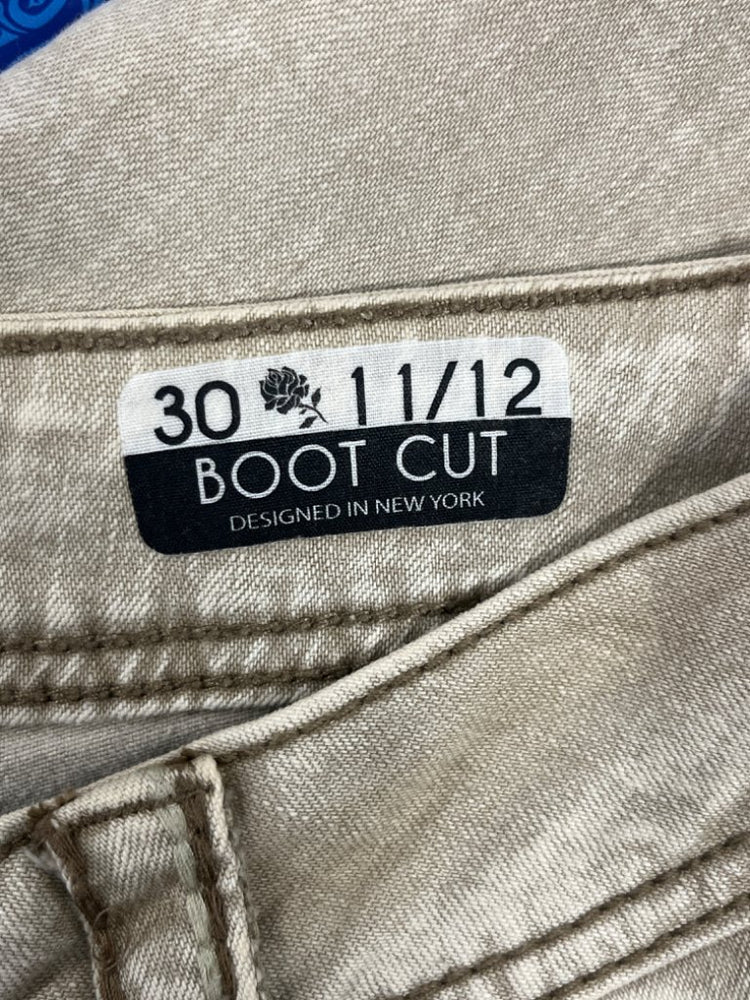 30 11/12
BOOT CUT
DESIGNED IN NEW YORK